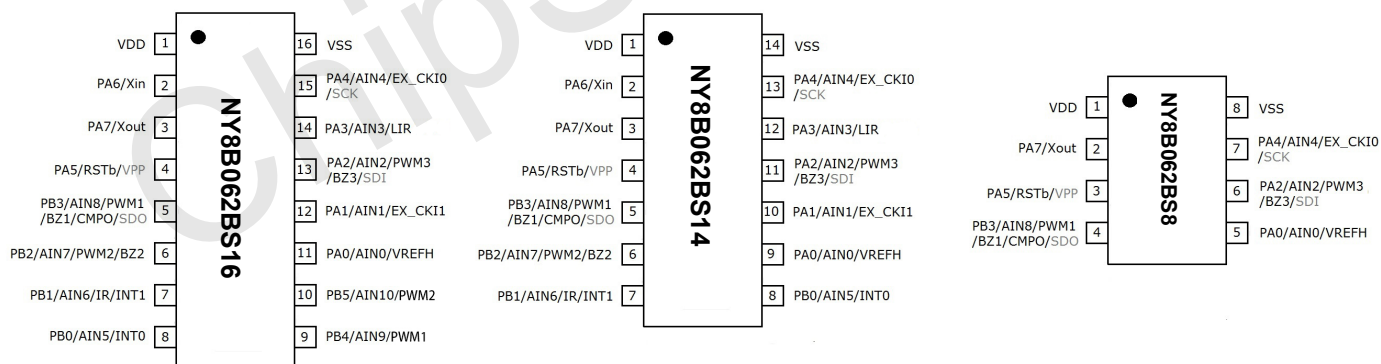 VDD 1
PA6/Xin 2
PA7/Xout 3
PA5/RSTb/VPP 4
PB3/AIN8/PWM1
/BZ1/CMPO/SDO 5
PB2/AIN7/PWM2/BZ2 6
PB1/AIN6/IR/INT1 7
PB0/AIN5/INT0 8
NY8B062BS16
16 VSS
15 PA4/AIN4/EX_CKI0
/SCK
14 PA3/AIN3/LIR
13 PA2/AIN2/PWM3
/BZ3/SDI
12 PA1/AIN1/EX_CKI1
11 PA0/AIN0/VREFH
10 PB5/AIN10/PWM2
9 PB4/AIN9/PWM1
VDD 1
PA6/Xin 2
PA7/Xout 3
PA5/RSTb/VPP 4
PB3/AIN8/PWM1
/BZ1/CMPO/SDO 5
PB2/AIN7/PWM2/BZ2 6
PB1/AIN6/IR/INT1 7
NY8B062BS14
14 VSS
13 PA4/AIN4/EX_CKI0
/SCK
12 PA3/AIN3/LIR
11 PA2/AIN2/PWM3
/BZ3/SDI
10 PA1/AIN1/EX_CKI1
9 PA0/AIN0/VREFH
8 PB0/AIN5/INT0
VDD 1
PA7/Xout 2
PA5/RSTb/VPP 3
PB3/AIN8/PWM1
/BZ1/CMPO/SDO 4
NY8B062BS8
8 VSS
7 PA4/AIN4/EX_CKI0
/SCK
6 PA2/AIN2/PWM3
/BZ3/SDI
5 PA0/AIN0/VREFH